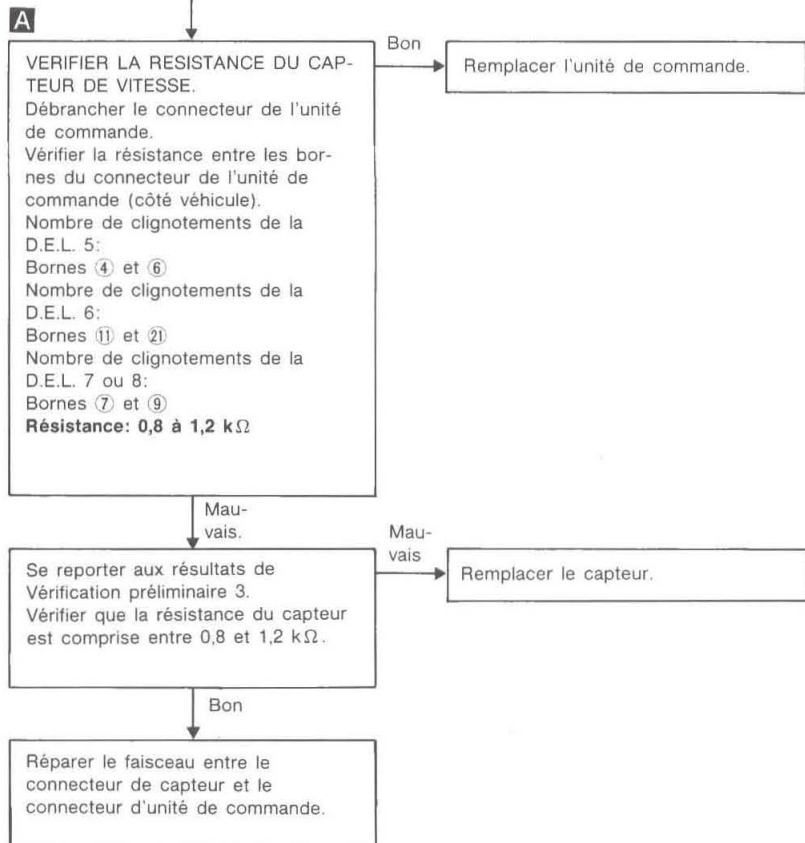 A
VERIFIER LA RESISTANCE DU CAP-
TEUR DE VITESSE.
Débrancher le connecteur de l'unité
de commande.
Vérifier la résistance entre les bor-
nes du connecteur de l'unité de
commande (côté véhicule).
Nombre de clignotements de la
D.E.L. 5:
Bornes ④ et ⑥
Nombre de clignotements de la
D.E.L. 6:
Bornes ⑪ et ㉑
Nombre de clignotements de la
D.E.L. 7 ou 8:
Bornes ⑦ et ⑨
Résistance: 0,8 à 1,2 kΩ
Bon
Remplacer l'unité de commande.
Mau-
vais.
Se reporter aux résultats de
Vérification préliminaire 3.
Vérifier que la résistance du capteur
est comprise entre 0,8 et 1,2 kΩ.
Mau-
vais
Remplacer le capteur.
Bon
Réparer le faisceau entre le
connecteur de capteur et le
connecteur d'unité de commande.